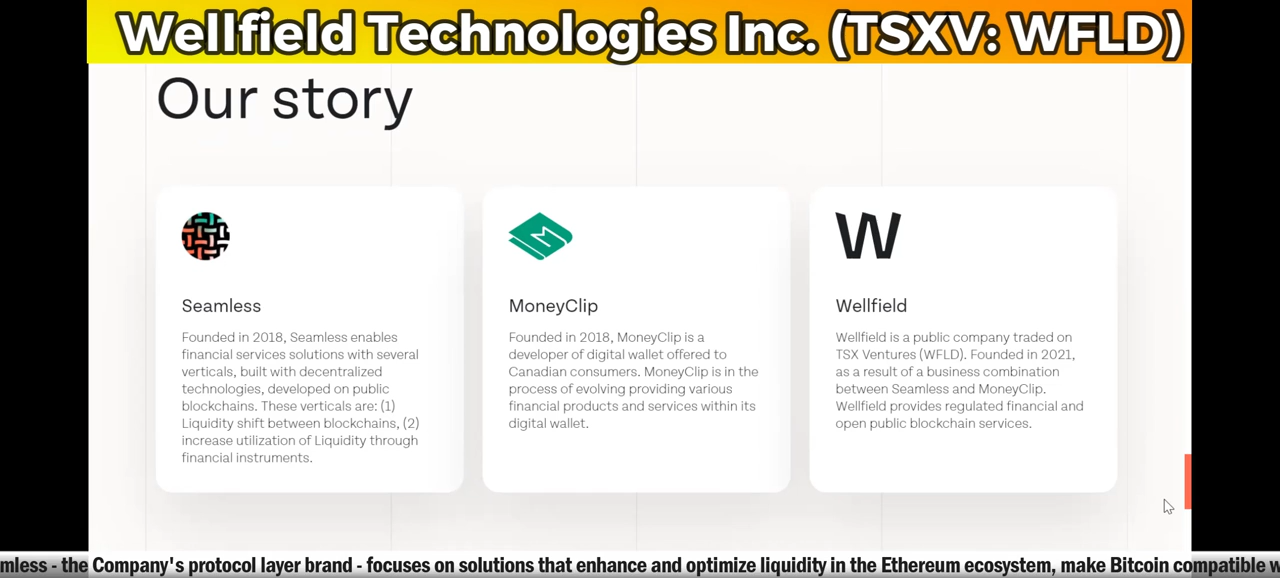 Wellfield Technologies Inc. (TSXV: WFLD)
Our story
Seamless
Founded in 2018, Seamless enables
financial services solutions with several
verticals, built with decentralized
technologies, developed on public
blockchains. These verticals are: (1)
Liquidity shift between blockchains, (2)
increase utilization of Liquidity through
financial instruments.
MoneyClip
Founded in 2018, MoneyClip is a
developer of digital wallet offered to
Canadian consumers. MoneyClip is in the
process of evolving providing various
financial products and services within its
digital wallet.
W
Wellfield
Wellfield is a public company traded on
TSX Ventures (WFLD). Founded in 2021,
as a result of a business combination
between Seamless and MoneyClip.
Wellfield provides regulated financial and
open public blockchain services.
mless - the Company's protocol layer brand - focuses on solutions that enhance and optimize liquidity in the Ethereum ecosystem, make Bitcoin compatible w